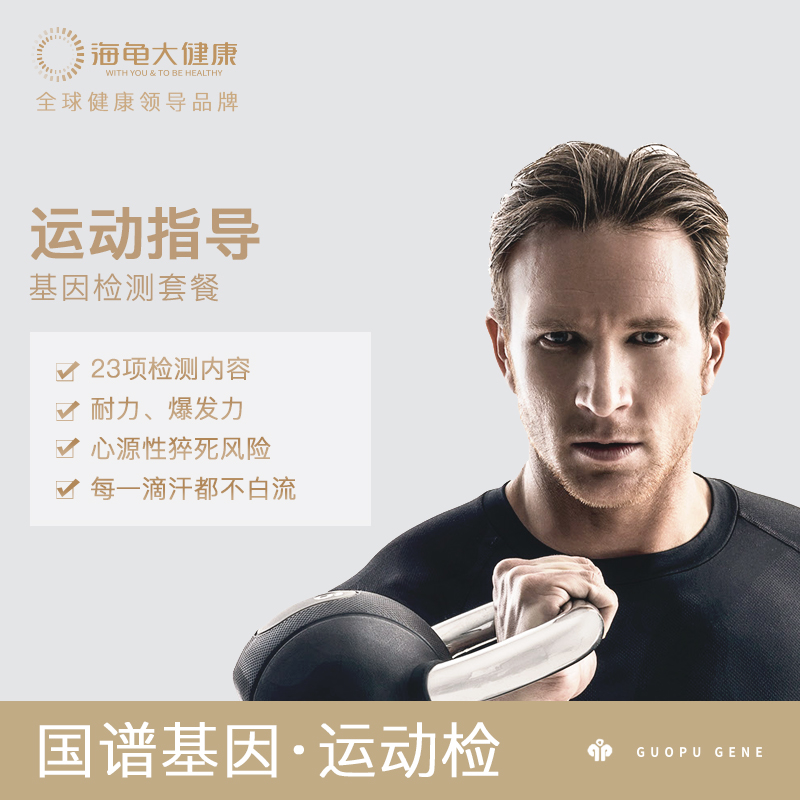 海龟大健康
WITH YOU & TO BE HEALTHY
全球健康领导品牌
运动指导
基因检测套餐
23项检测内容
耐力、爆发力
心源性猝死风险
每一滴汗都不白流
国谱基因·运动检
GUOPU GENE